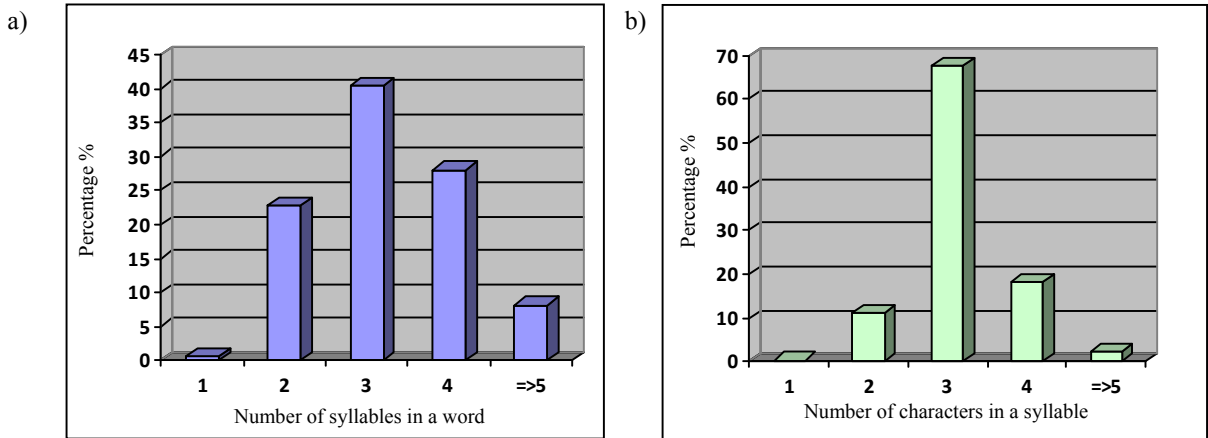 a)
Percentage %
45
40
35
30
25
20
15
10
5
0
1 2 3 4 =>5
Number of syllables in a word
b)
Percentage %
70
60
50
40
30
20
10
0
1 2 3 4 =>5
Number of characters in a syllable